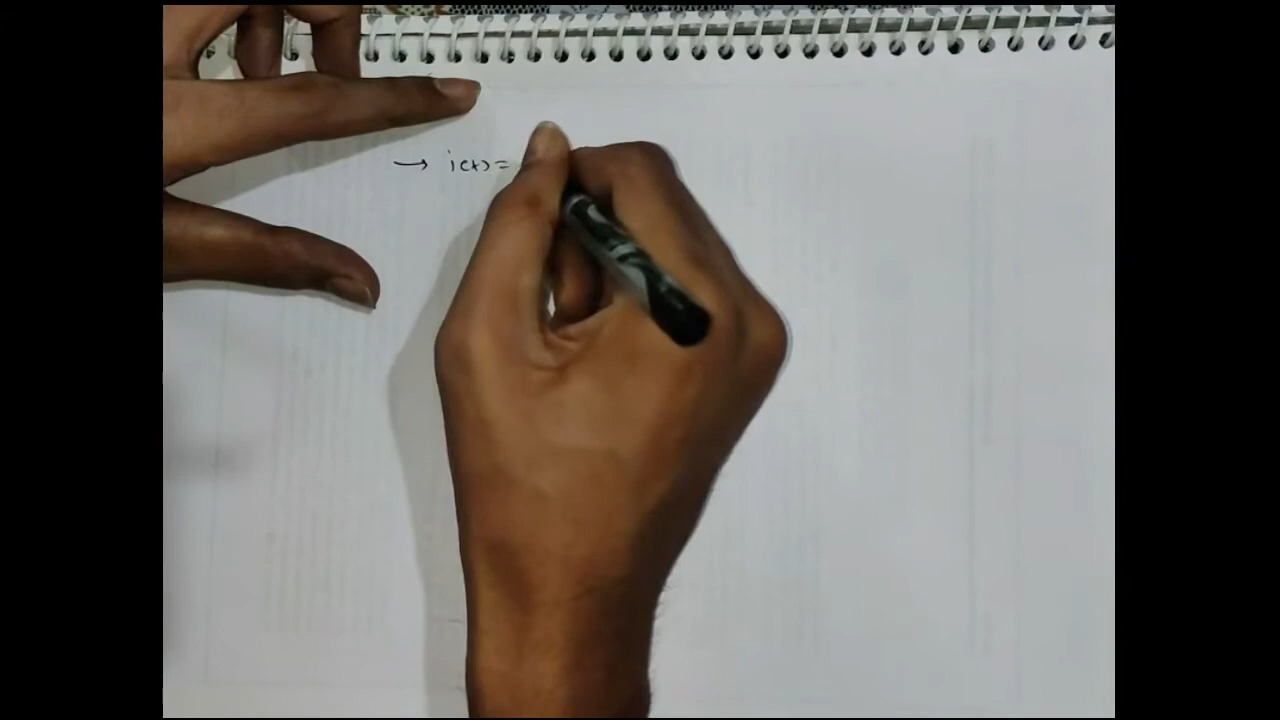 → i(t) =